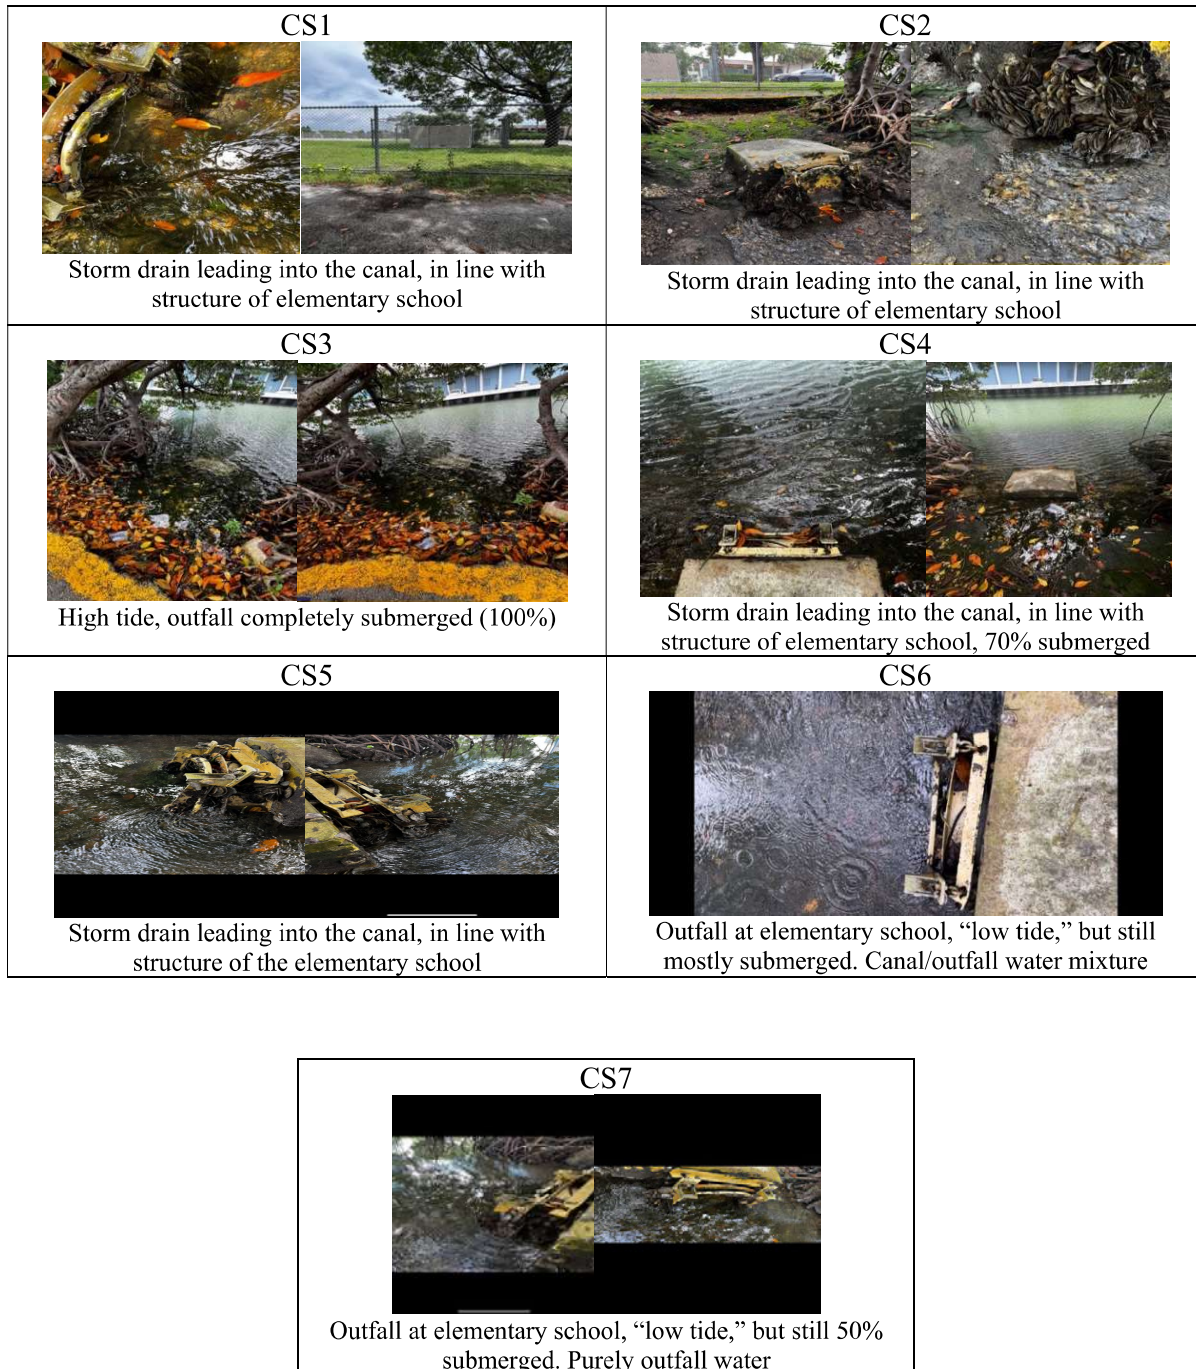 CS1
Storm drain leading into the canal, in line with
structure of elementary school
CS2
Storm drain leading into the canal, in line with
structure of elementary school
CS3
High tide, outfall completely submerged (100%)
CS4
Storm drain leading into the canal, in line with
structure of elementary school, 70% submerged
CS5
Storm drain leading into the canal, in line with
structure of the elementary school
CS6
Outfall at elementary school, “low tide,” but still
mostly submerged. Canal/outfall water mixture
CS7
Outfall at elementary school, “low tide,” but still 50%
submerged. Purely outfall water